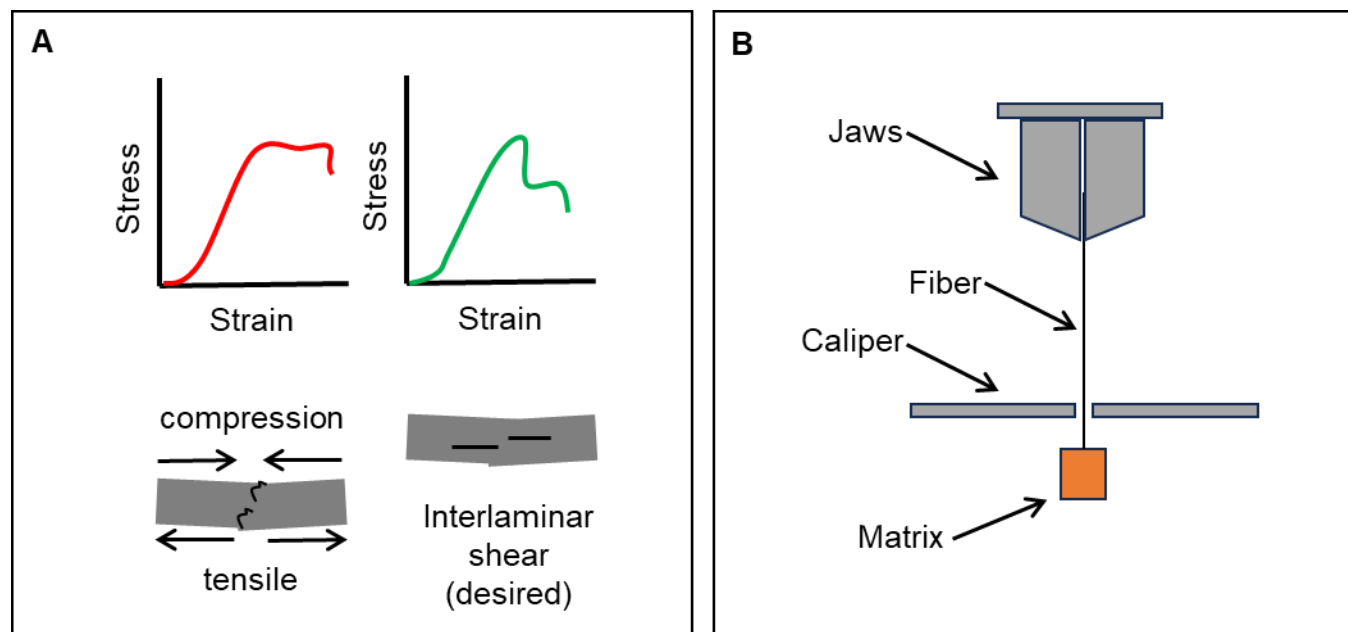 A
Stress
Strain
Stress
Strain
compression
tensile
Interlaminar
shear
(desired)
B
Jaws
Fiber
Caliper
Matrix